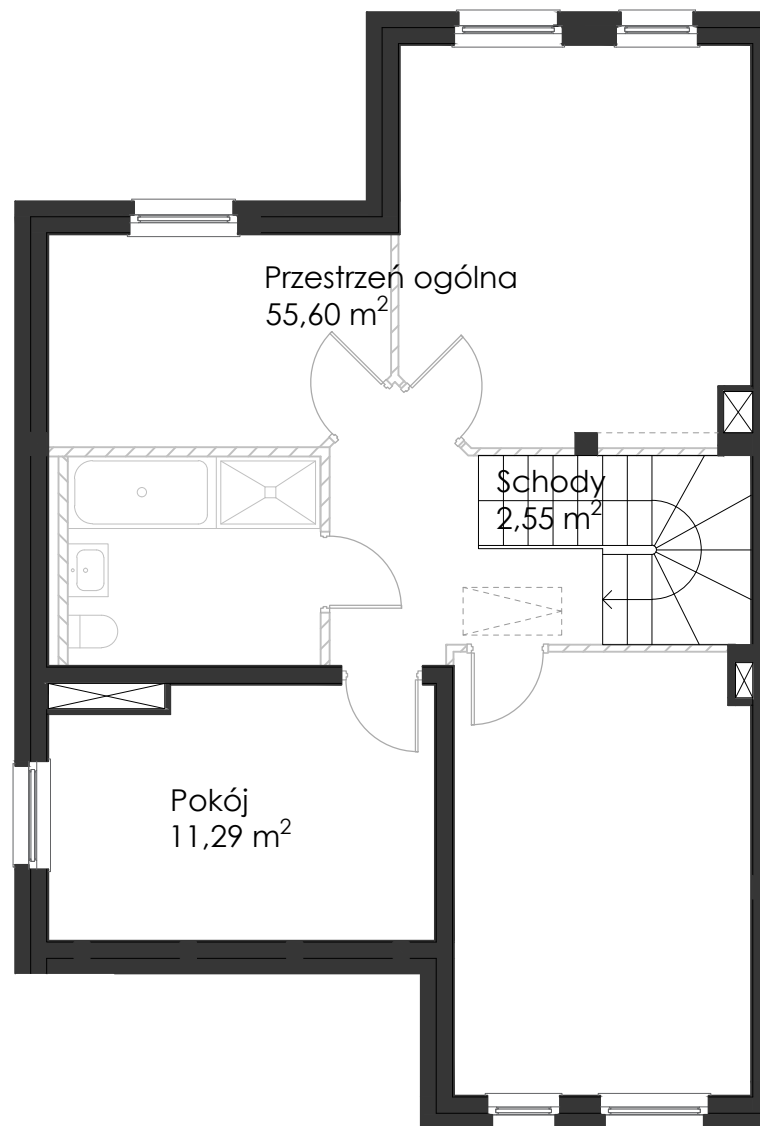 Przestrzeń ogólna
55,60 m²
Schody
2,55 m²
Pokój
11,29 m²